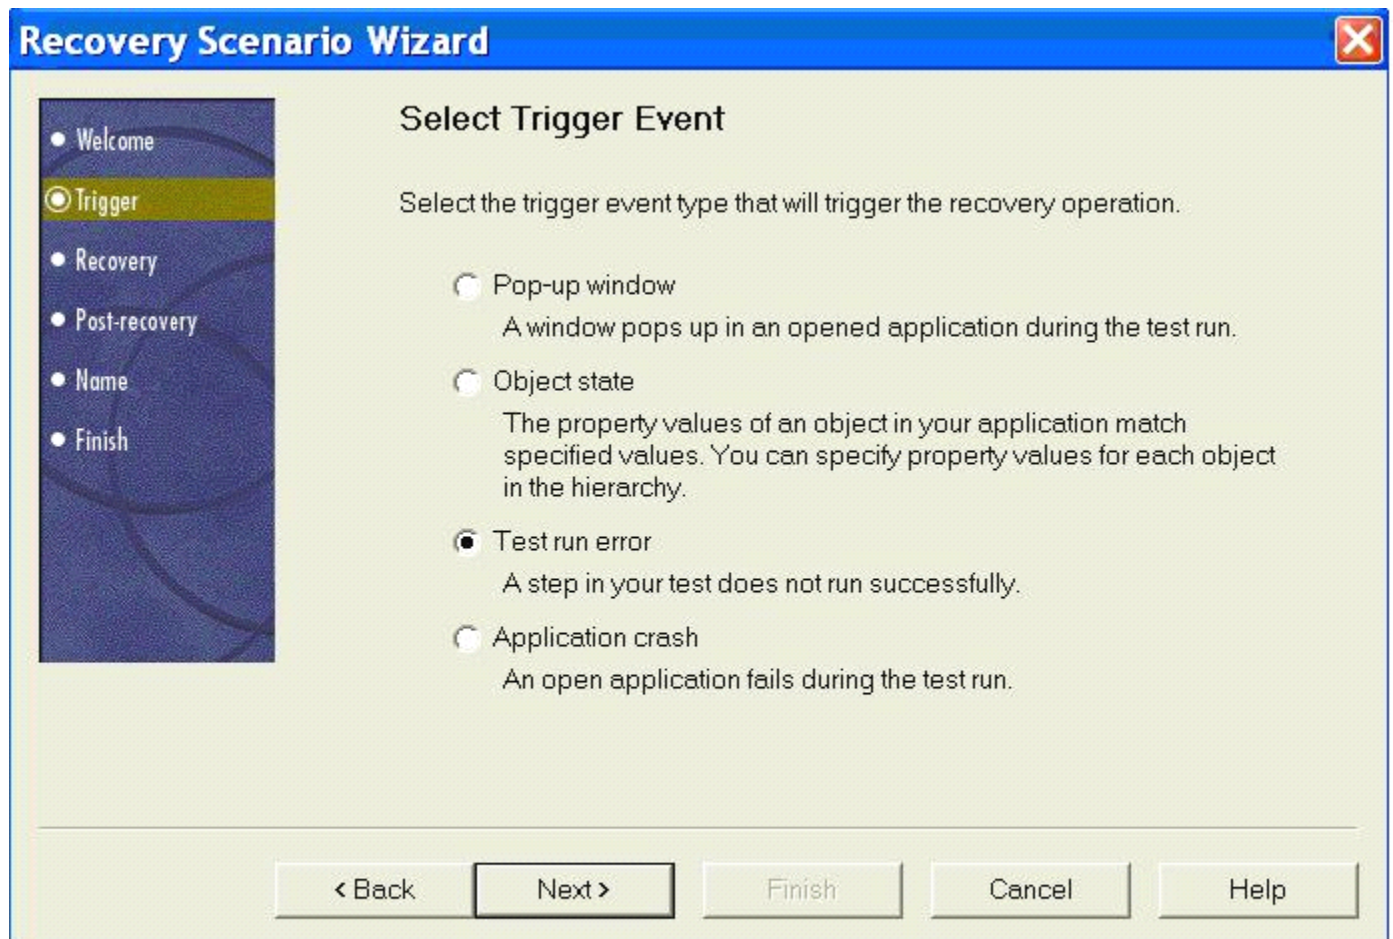 Recovery Scenario Wizard
Welcome
Trigger
Recovery
Post-recovery
Name
Finish
Select Trigger Event
Select the trigger event type that will trigger the recovery operation.
Pop-up window
A window pops up in an opened application during the test run.
Object state
The property values of an object in your application match
specified values. You can specify property values for each object
in the hierarchy.
Test run error
A step in your test does not run successfully.
Application crash
An open application fails during the test run.
< Back
Next >
Finish
Cancel
Help